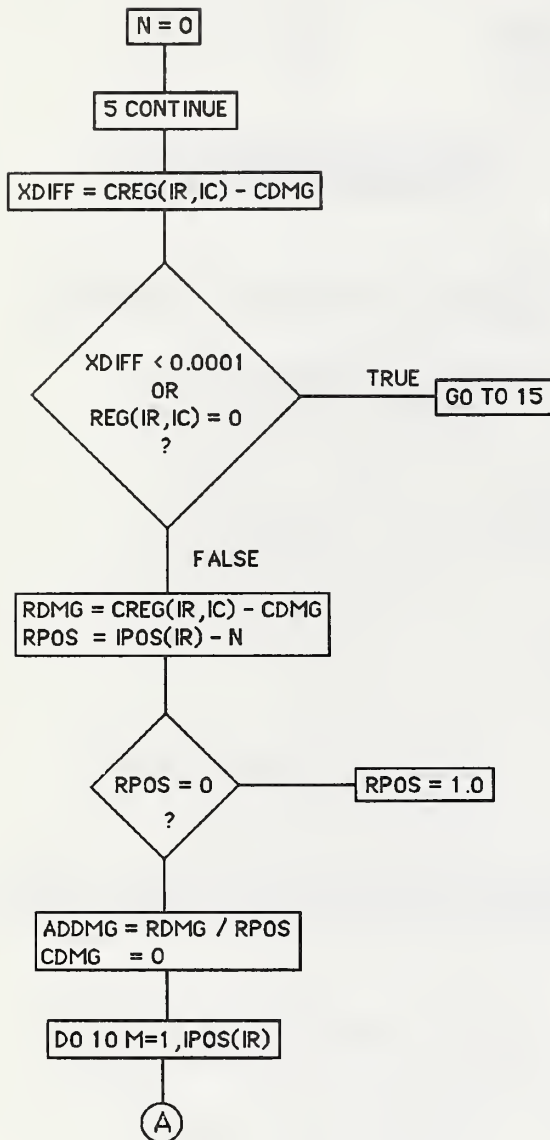 N = 0
5 CONTINUE
XDIFF = CREG(IR,IC) - CDMG
XDIFF < 0.0001
OR
REG(IR,IC) = 0
?
TRUE
GO TO 15
FALSE
RDMG = CREG(IR,IC) - CDMG
RPOS = IPOS(IR) - N
RPOS = 0
?
RPOS = 1.0
ADDMG = RDMG / RPOS
CDMG = 0
DO 10 M=1,IPOS(IR)
A